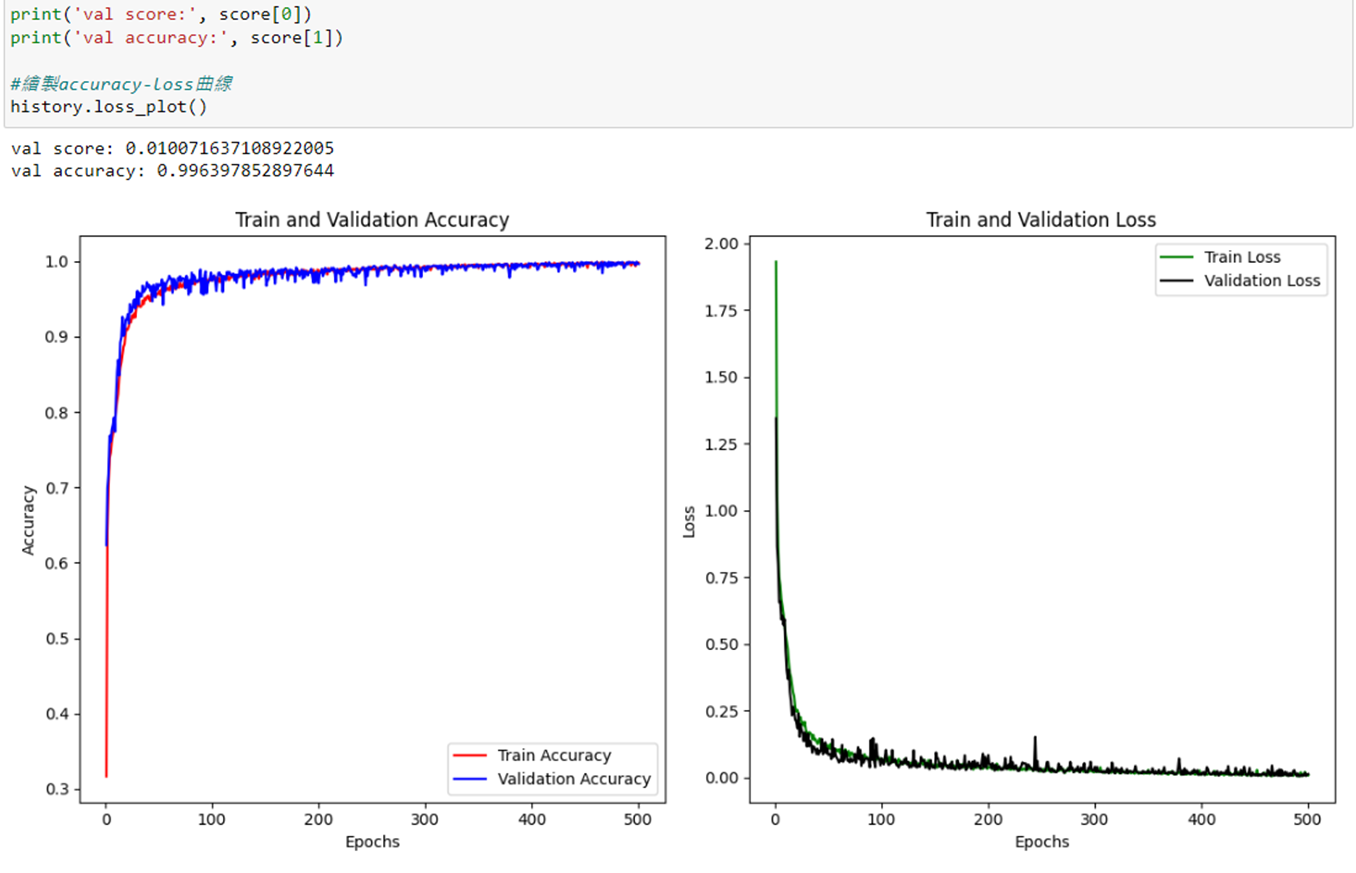 print('val score:', score[0])
print('val accuracy:', score[1])
#繪製accuracy-loss曲線
history.loss_plot()
val score: 0.010071637108922005
val accuracy: 0.996397852897644
Train and Validation Accuracy
1.0
0.9
0.8
0.7
0.6
0.5
0.4
0.3
Accuracy
Train Accuracy
Validation Accuracy
0
100
200
300
400
500
Epochs
Train and Validation Loss
2.00
1.75
1.50
1.25
1.00
0.75
0.50
0.25
0.00
Loss
Train Loss
Validation Loss
0
100
200
300
400
500
Epochs